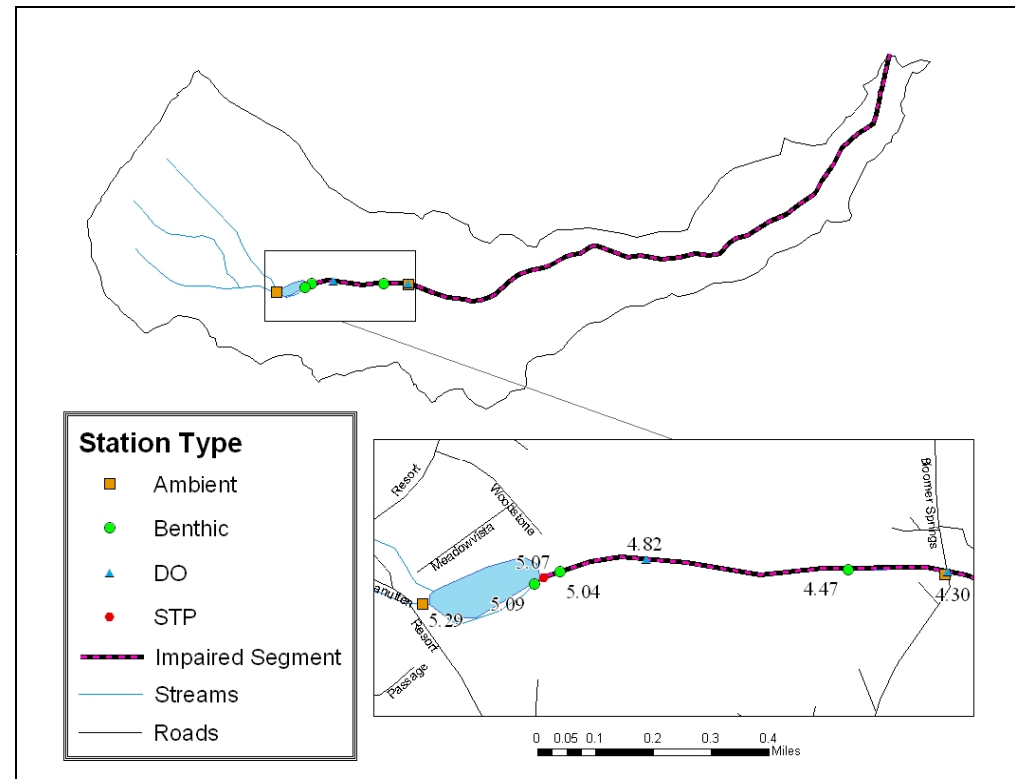 Station Type
Ambient
Benthic
DO
STP
Impaired Segment
Streams
Roads
Resort
Woodstone
Meadowvista
Boomer Springs
4.82
5.07
5.04
5.09
4.47
4.30
5.29
Resort
Passage
0 0.05 0.1 0.2 0.3 0.4
Miles